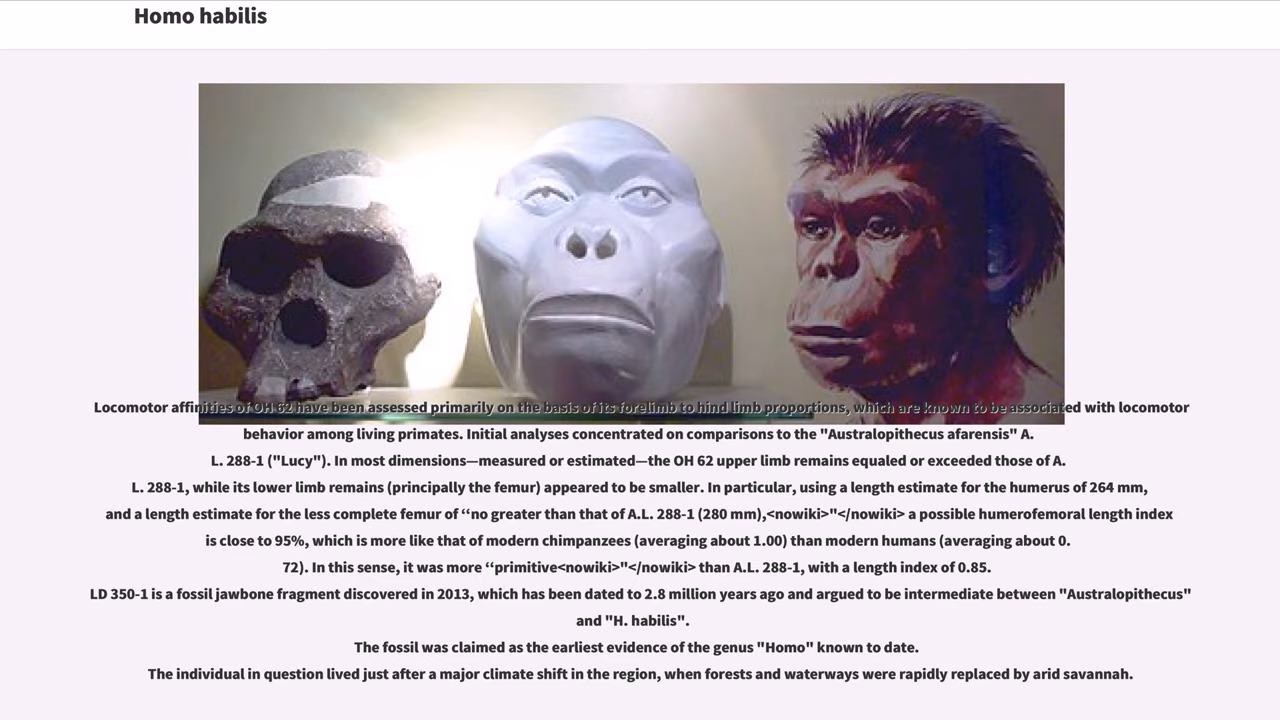 Homo habilis
Locomotor affinities of OH 62 have been assessed primarily on the basis of its forelimb to hind limb proportions, which are known to be associated with locomotor
behavior among living primates. Initial analyses concentrated on comparisons to the "Australopithecus afarensis" A.
L. 288-1 ("Lucy"). In most dimensions—measured or estimated—the OH 62 upper limb remains equaled or exceeded those of A.
L. 288-1, while its lower limb remains (principally the femur) appeared to be smaller. In particular, using a length estimate for the humerus of 264 mm,
and a length estimate for the less complete femur of ‘‘no greater than that of A.L. 288-1 (280 mm),<nowiki>"</nowiki> a possible humerofemoral length index
is close to 95%, which is more like that of modern chimpanzees (averaging about 1.00) than modern humans (averaging about 0.
72). In this sense, it was more ‘‘primitive<nowiki>"</nowiki> than A.L. 288-1, with a length index of 0.85.
LD 350-1 is a fossil jawbone fragment discovered in 2013, which has been dated to 2.8 million years ago and argued to be intermediate between "Australopithecus"
and "H. habilis".
The fossil was claimed as the earliest evidence of the genus "Homo" known to date.
The individual in question lived just after a major climate shift in the region, when forests and waterways were rapidly replaced by arid savannah.